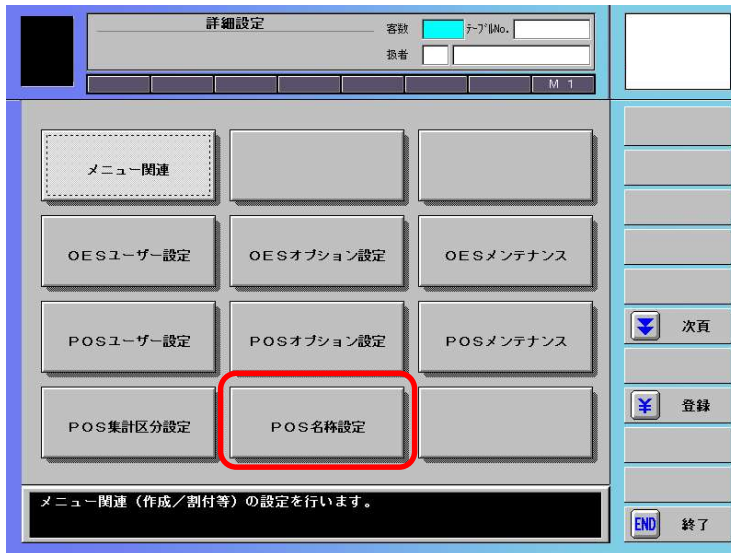 詳細設定
客数
ﾃｰﾌﾞﾙNo.
扱者
M 1
メニュー関連
OESユーザー設定
OESオプション設定
OESメンテナンス
POSユーザー設定
POSオプション設定
POSメンテナンス
POS集計区分設定
POS名称設定
メニュー関連（作成／割付等）の設定を行います。
次頁
¥ 登録
END 終了